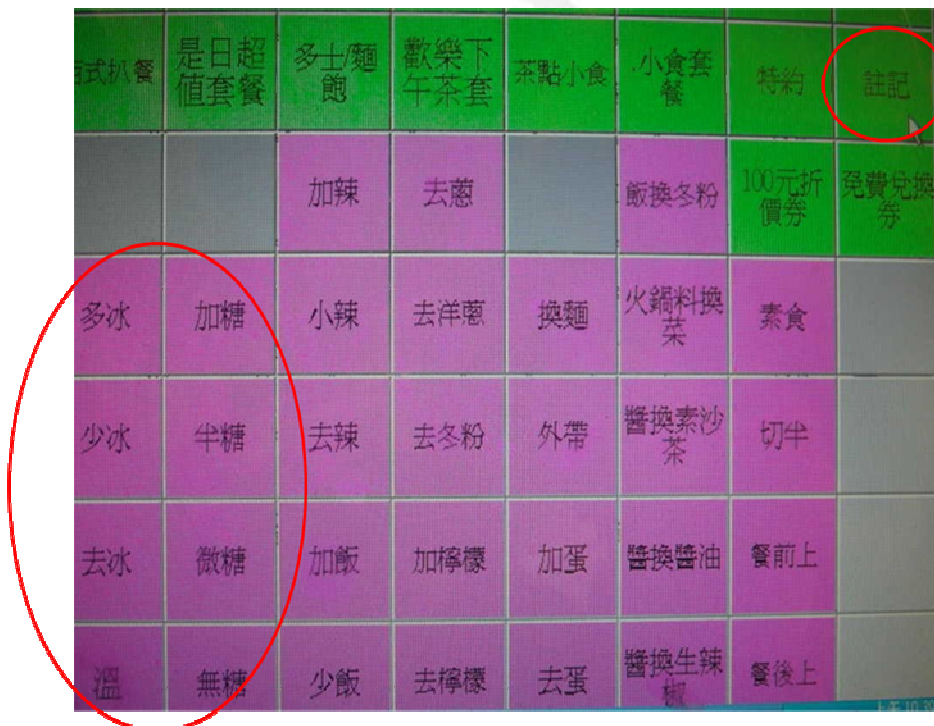 西式扒餐 是日超值套餐 多士/麵飽 歡樂下午茶套 茶點小食 小食套餐 特約 註記
加辣 去蔥 飯換冬粉 100元折價券 免費兌換券
多冰 加糖 小辣 去洋蔥 換麵 火鍋料換菜 素食
少冰 半糖 去辣 去冬粉 外帶 醬換素沙茶 切半
去冰 微糖 加飯 加檸檬 加蛋 醬換醬油 餐前上
溫 無糖 少飯 去檸檬 去蛋 醬換生辣椒 餐後上